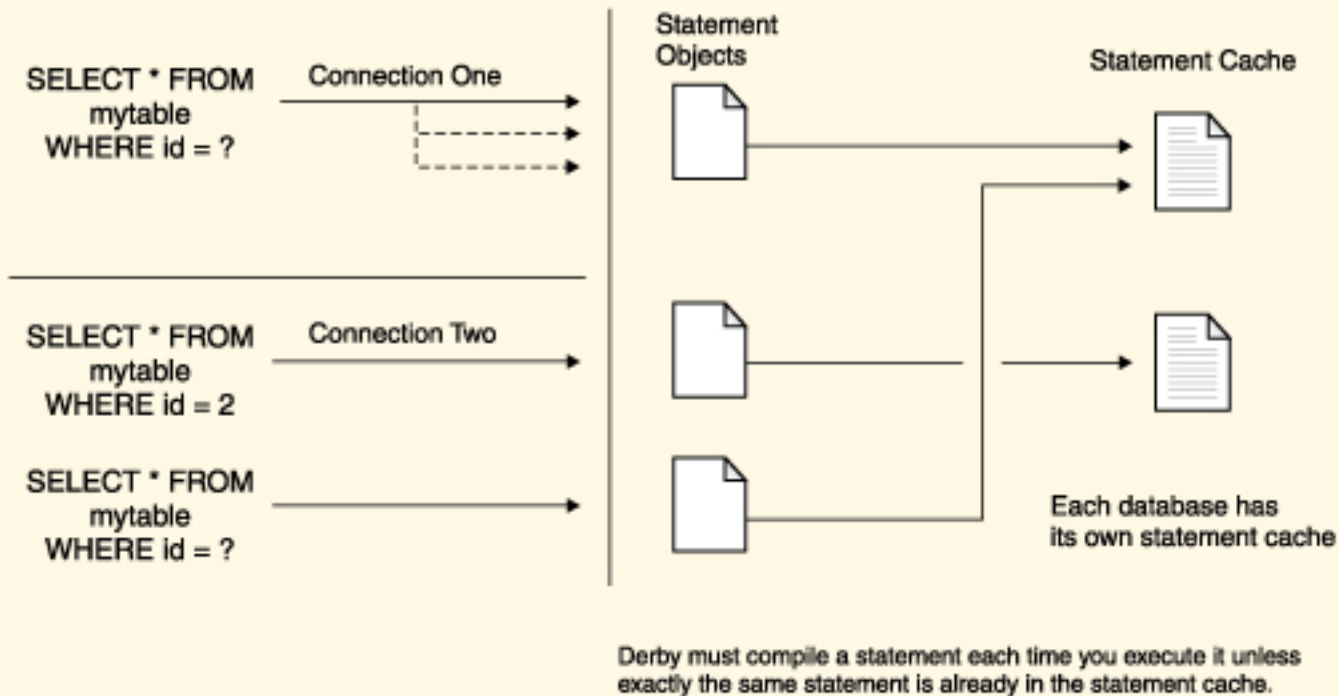 SELECT * FROM
mytable
WHERE id = ?
Connection One
Statement
Objects
Statement Cache
SELECT * FROM
mytable
WHERE id = 2
Connection Two
SELECT * FROM
mytable
WHERE id = ?
Each database has
its own statement cache
Derby must compile a statement each time you execute it unless
exactly the same statement is already in the statement cache.